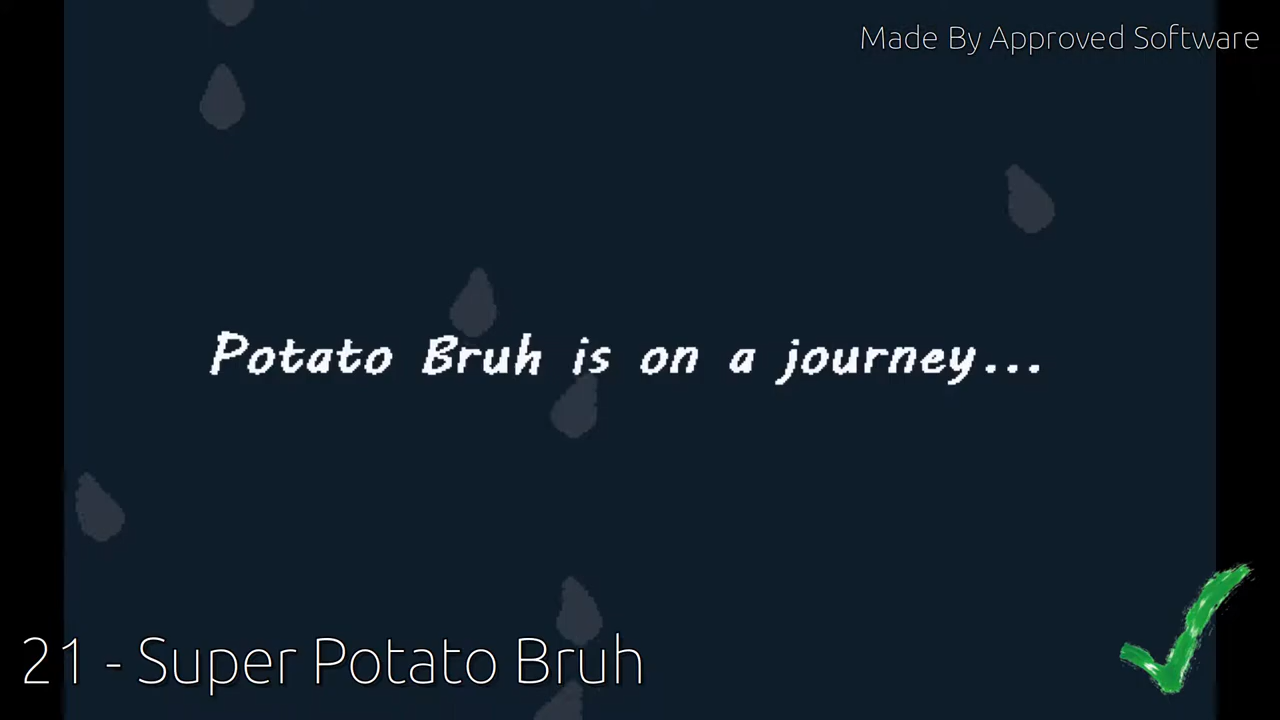 Made By Approved Software
Potato Bruh is on a journey...
21 - Super Potato Bruh